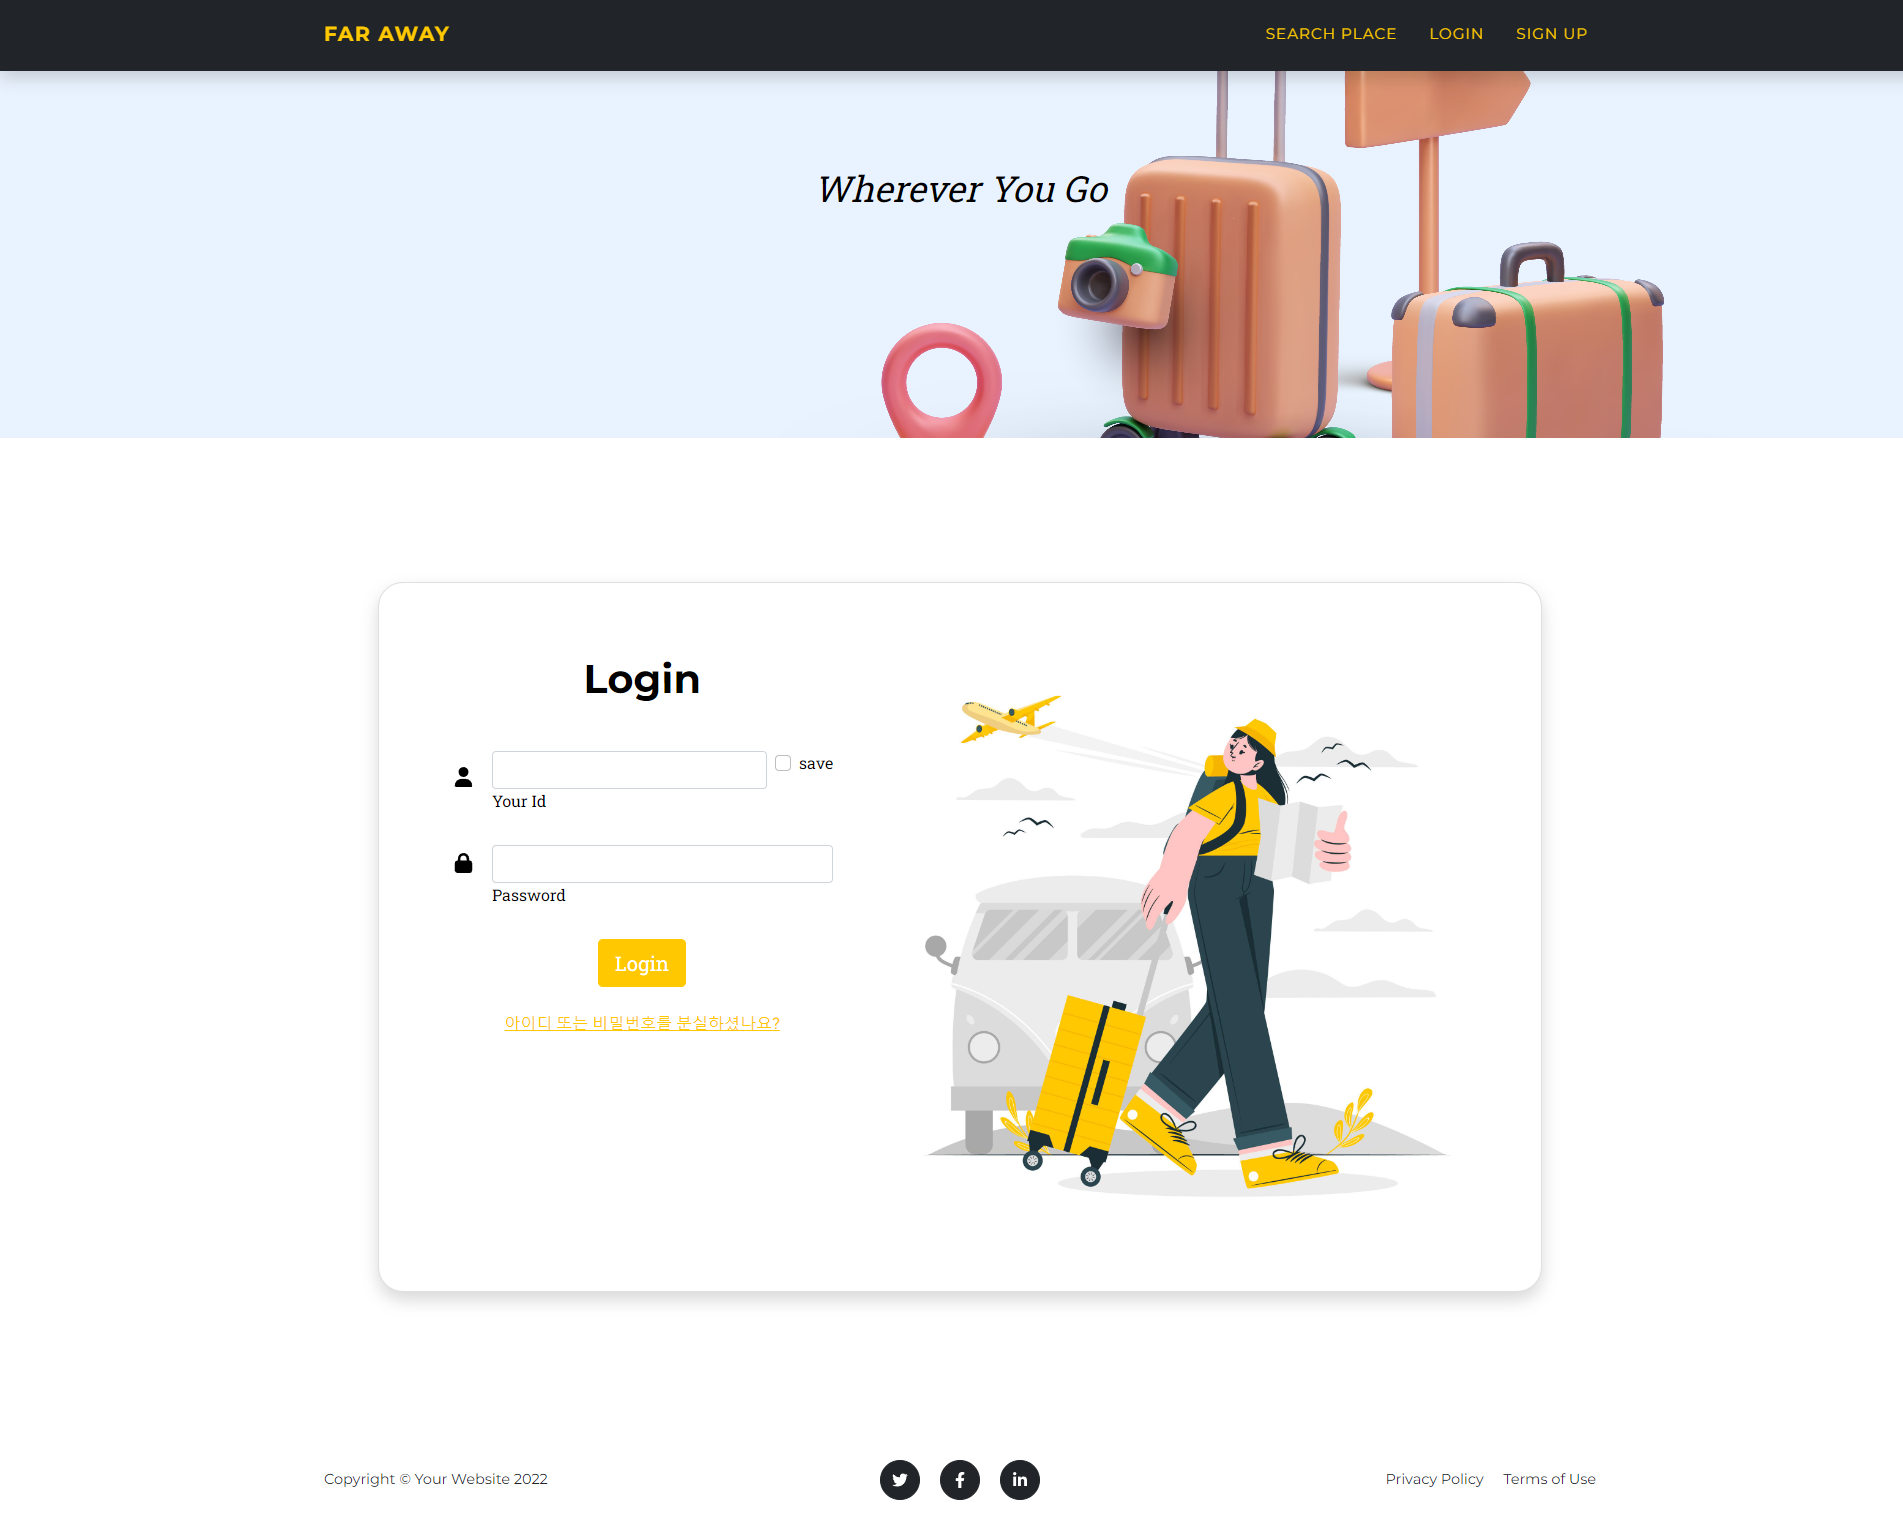 FAR AWAY
SEARCH PLACE LOGIN SIGN UP
Wherever You Go
Login
save
Your Id
Password
Login
아이디 또는 비밀번호를 분실하셨나요?
Copyright © Your Website 2022
Privacy Policy Terms of Use